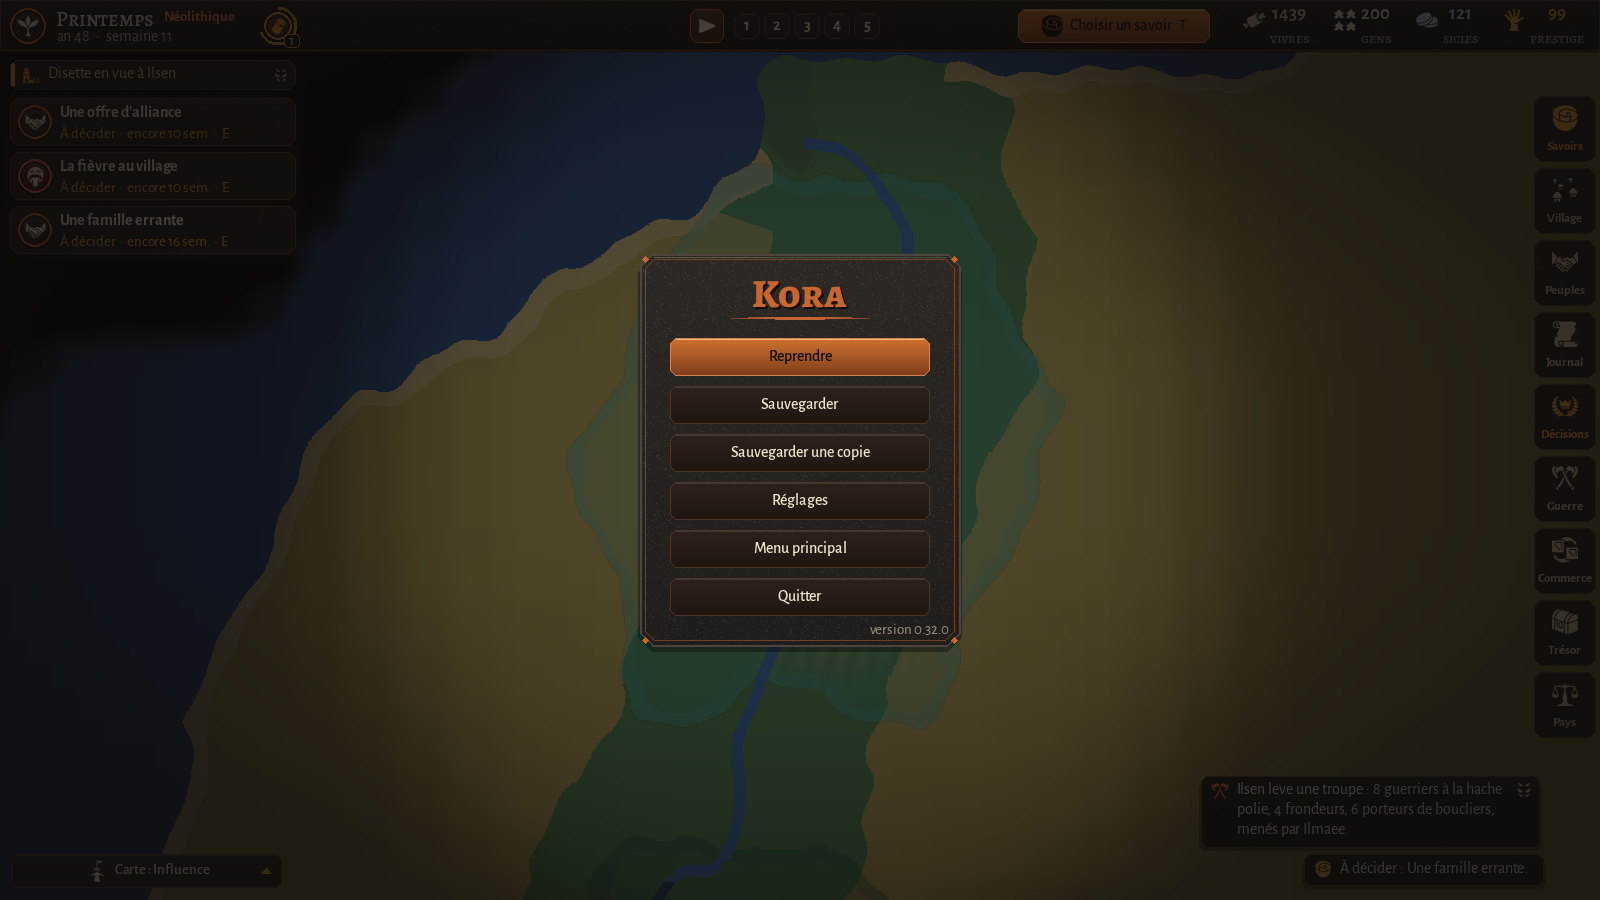 Printemps Néolithique
an 48 · semaine 11
1
1 2 3 4 5
Choisir un savoir T
1439 VIVRES
200 GENS
121 SICLES
99 PRESTIGE
Disette en vue à Ilsen
Une offre d'alliance
À décider · encore 10 sem. · E
La fièvre au village
À décider · encore 10 sem. · E
Une famille errante
À décider · encore 16 sem. · E
Kora
Reprendre
Sauvegarder
Sauvegarder une copie
Réglages
Menu principal
Quitter
version 0.32.0
Savoirs
Village
Peuples
Journal
Décisions
Guerre
Commerce
Trésor
Pays
Ilsen leve une troupe : 8 guerriers à la hache
polie, 4 frondeurs, 6 porteurs de boucliers,
menés par Ilmaee.
À décider : Une famille errante.
Carte : Influence